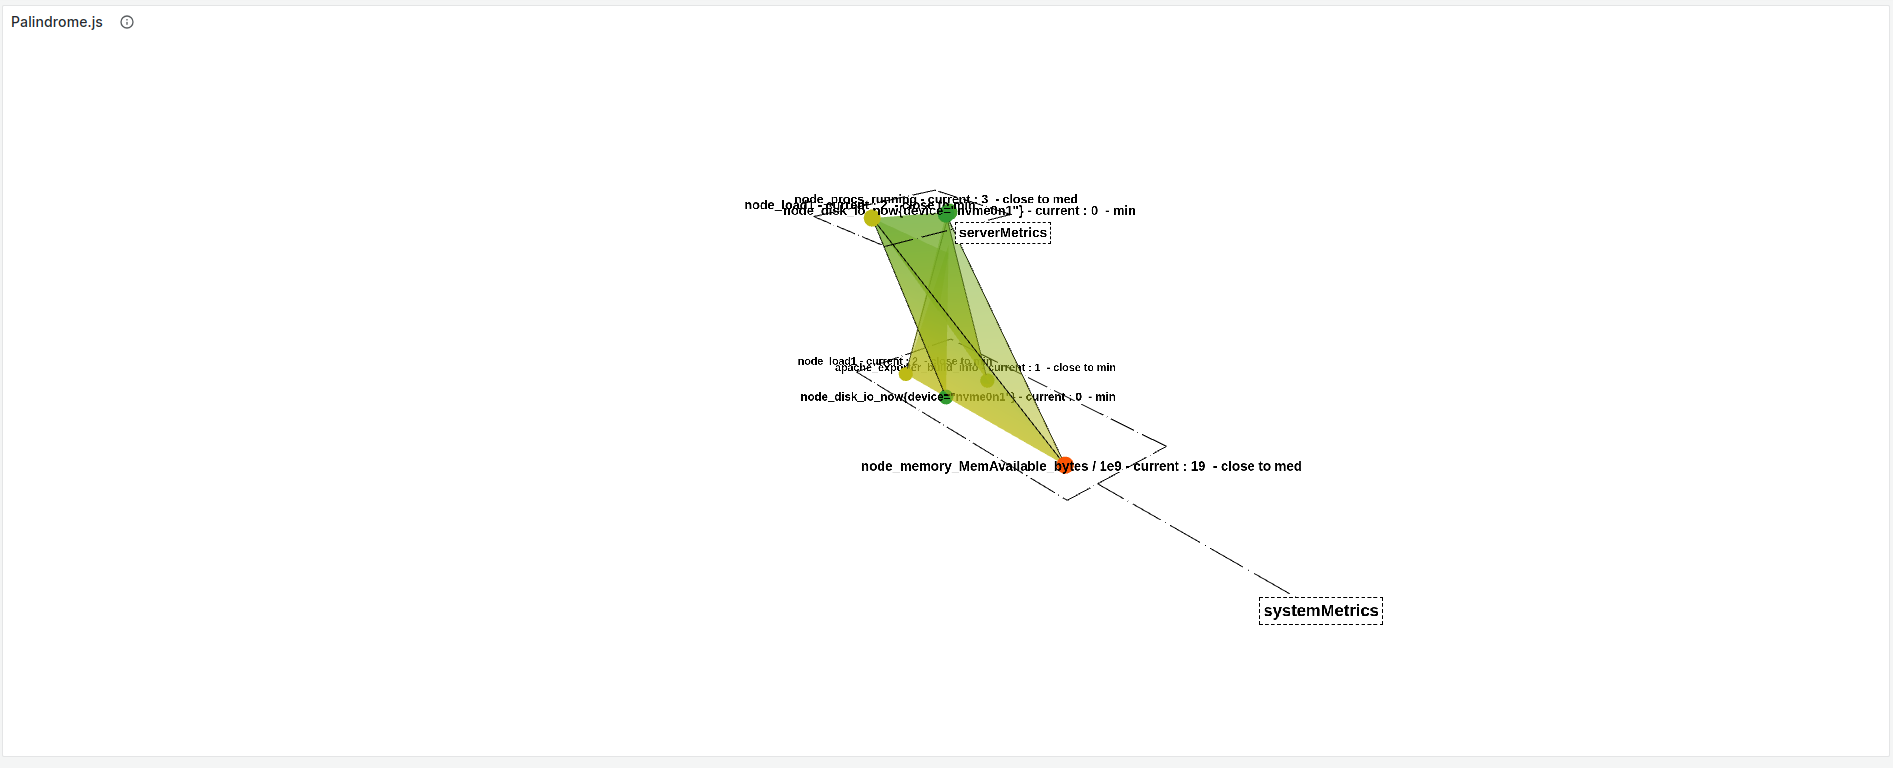 Palindrome.js
node_procs_running - current : 3  - close to med
node_load1 - current : 2  - close to min
node_disk_io_now{device="nvme0n1"} - current : 0  - min
serverMetrics
node_load1 - current : 2  - close to min
apache_exporter_build_info - current : 1  - close to min
node_disk_io_now{device="nvme0n1"} - current : 0  - min
node_memory_MemAvailable_bytes / 1e9 - current : 19  - close to med
systemMetrics